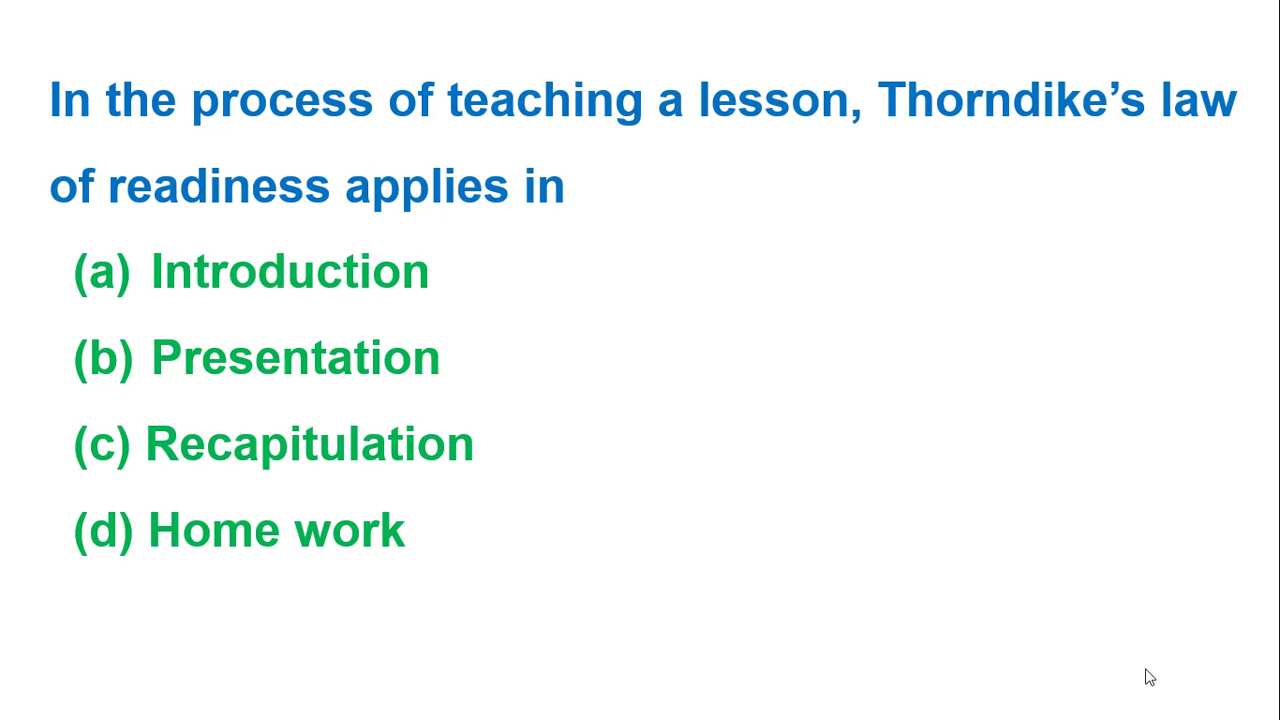 In the process of teaching a lesson, Thorndike’s law
of readiness applies in
(a) Introduction
(b) Presentation
(c) Recapitulation
(d) Home work